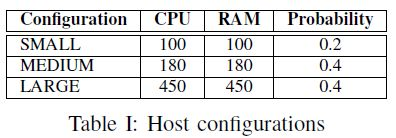 Configuration CPU RAM Probability
SMALL 100 100 0.2
MEDIUM 180 180 0.4
LARGE 450 450 0.4
Table I: Host configurations